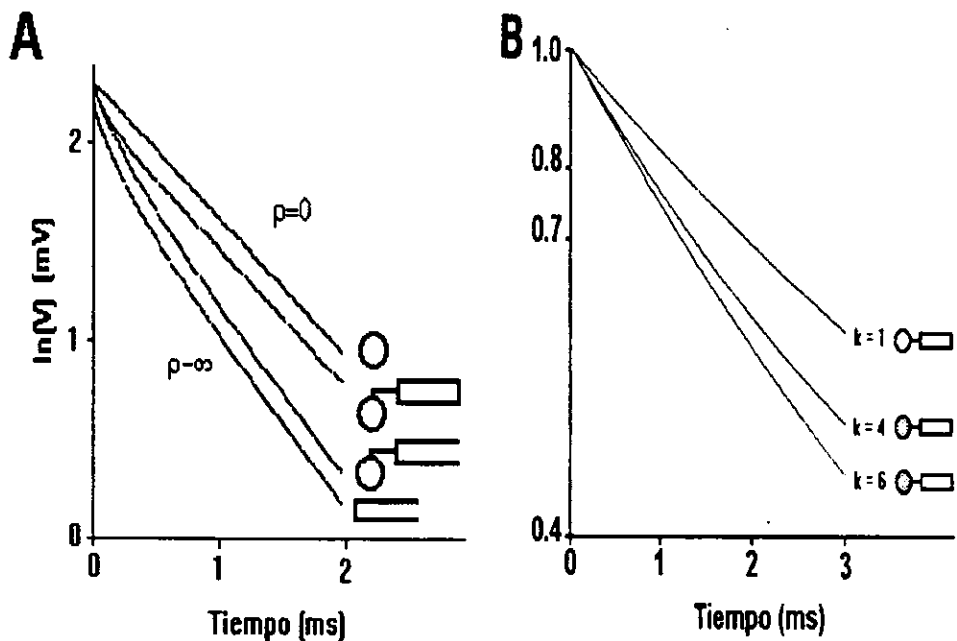 A
ln(V) (mV)
2
1
0
ρ=0
ρ-∞
0
1
2
Tiempo (ms)
B
1.0
0.8
0.7
0.4
k=1
k=4
k=6
0
1
2
3
Tiempo (ms)